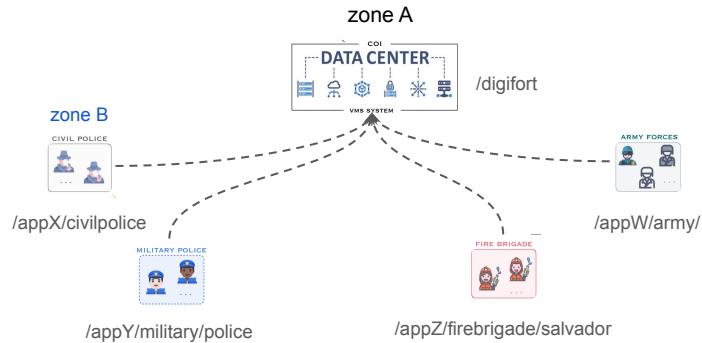 zone A
COI
DATA CENTER
VMS SYSTEM
/digifort
zone B
CIVIL POLICE
...
/appX/civilpolice
ARMY FORCES
...
/appW/army/
MILITARY POLICE
...
/appY/military/police
FIRE BRIGADE
...
/appZ/firebrigade/salvador